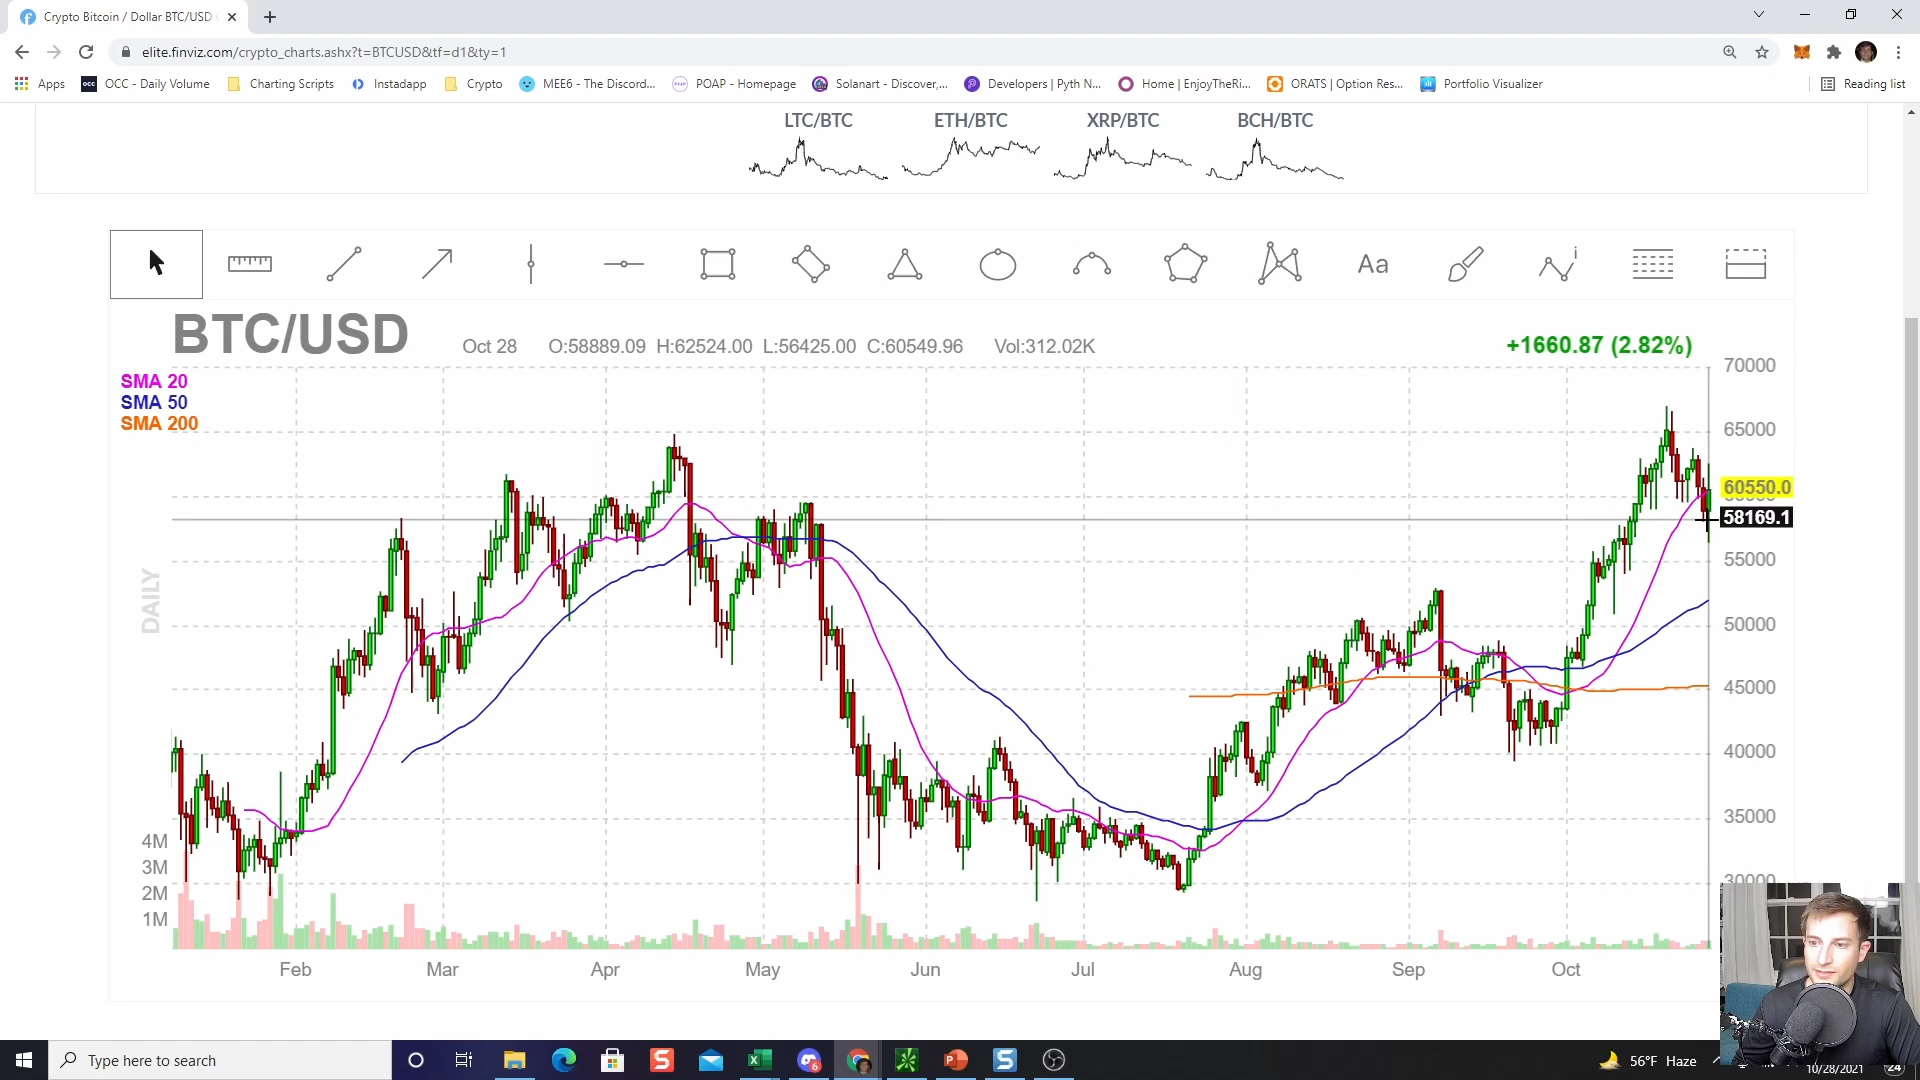 Crypto Bitcoin / Dollar BTC/USD
elite.finviz.com/crypto_charts.ashx?t=BTCUSD&tf=d1&ty=1
Apps OCC - Daily Volume Charting Scripts Instadapp Crypto MEE6 - The Discord... POAP - Homepage Solanart - Discover,... Developers | Pyth N... Home | EnjoyTheRi... ORATS | Option Res... Portfolio Visualizer Reading list
LTC/BTC ETH/BTC XRP/BTC BCH/BTC
Aa
BTC/USD Oct 28 O:58889.09 H:62524.00 L:56425.00 C:60549.96 Vol:312.02K +1660.87 (2.82%)
SMA 20
SMA 50
SMA 200
DAILY
70000
65000
60550.0
60000
58169.1
55000
50000
45000
40000
35000
30000
4M
3M
2M
1M
Feb Mar Apr May Jun Jul Aug Sep Oct
Type here to search
56°F Haze
10/28/2021
24